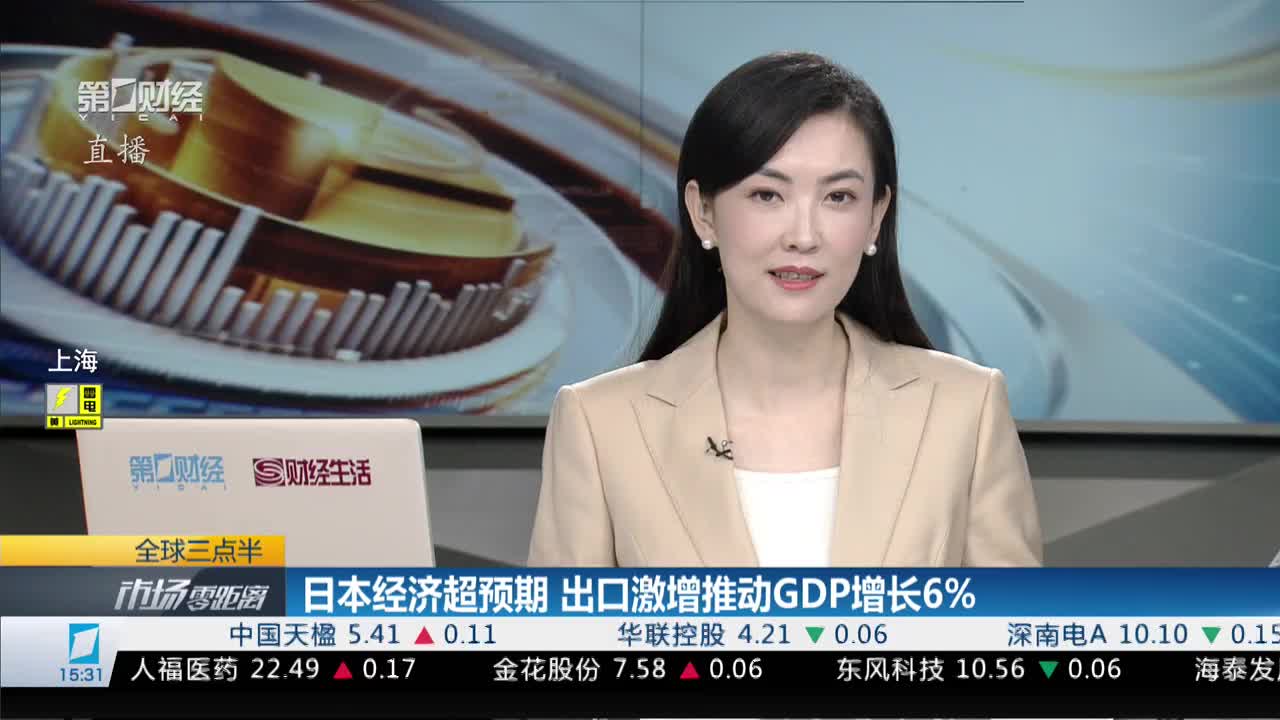 第一财经
YICAI
直播
上海
雷电
黄 LIGHTNING
第一财经
YICAI
财经生活
全球三点半
市场零距离
日本经济超预期 出口激增推动GDP增长6%
中国天楹 5.41 ▲ 0.11 华联控股 4.21 ▼ 0.06 深南电A 10.10 ▼ 0.15
15:31
人福医药 22.49 ▲ 0.17 金花股份 7.58 ▲ 0.06 东风科技 10.56 ▼ 0.06 海泰发